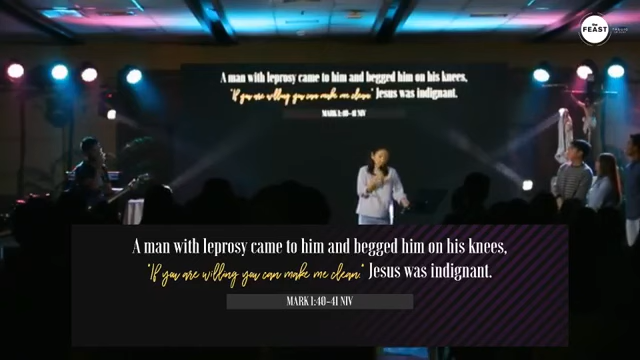 the
FEAST
A man with leprosy came to him and begged him on his knees,
"If you are willing you can make me clean." Jesus was indignant.
MARK 1:40-41 NIV
A man with leprosy came to him and begged him on his knees,
"If you are willing you can make me clean." Jesus was indignant.
MARK 1:40-41 NIV